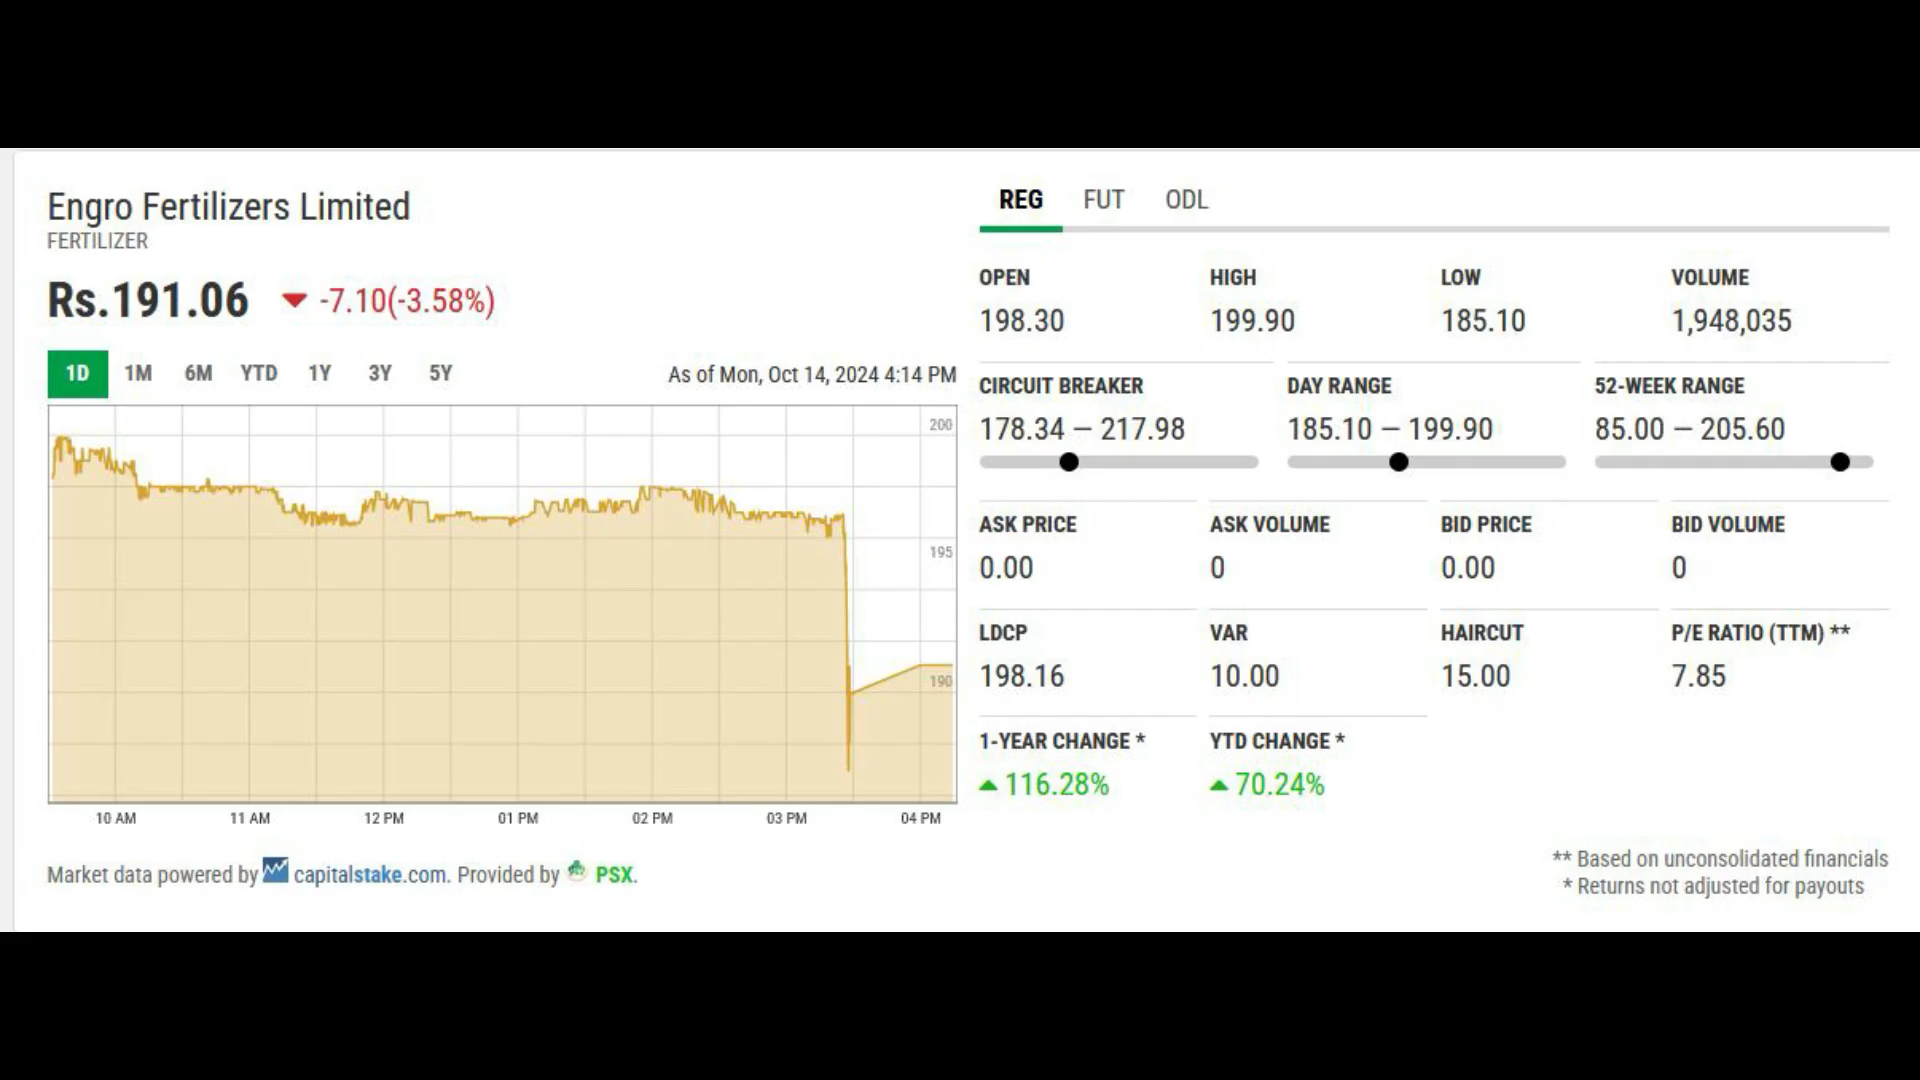 Engro Fertilizers Limited
FERTILIZER
Rs.191.06 -7.10(-3.58%)
1D 1M 6M YTD 1Y 3Y 5Y
As of Mon, Oct 14, 2024 4:14 PM
200
195
190
10 AM 11 AM 12 PM 01 PM 02 PM 03 PM 04 PM
Market data powered by capitalstake.com. Provided by PSX.
REG FUT ODL
OPEN HIGH LOW VOLUME
198.30 199.90 185.10 1,948,035
CIRCUIT BREAKER DAY RANGE 52-WEEK RANGE
178.34 — 217.98 185.10 — 199.90 85.00 — 205.60
ASK PRICE ASK VOLUME BID PRICE BID VOLUME
0.00 0 0.00 0
LDCP VAR HAIRCUT P/E RATIO (TTM) **
198.16 10.00 15.00 7.85
1-YEAR CHANGE * YTD CHANGE *
116.28% 70.24%
** Based on unconsolidated financials
* Returns not adjusted for payouts